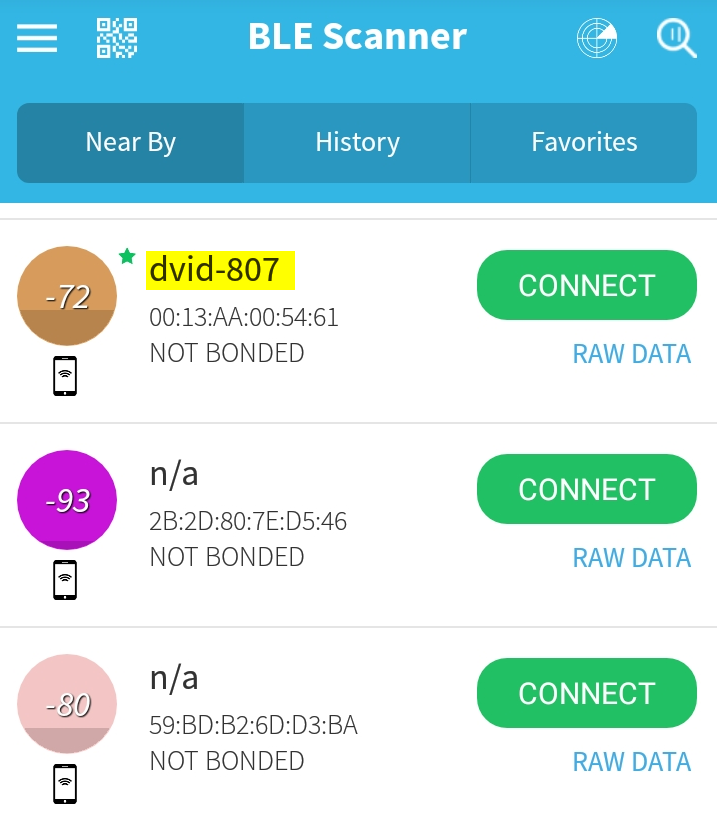 BLE Scanner
Near By
History
Favorites
-72
dvid-807
00:13:AA:00:54:61
NOT BONDED
CONNECT
RAW DATA
-93
n/a
2B:2D:80:7E:D5:46
NOT BONDED
CONNECT
RAW DATA
-80
n/a
59:BD:B2:6D:D3:BA
NOT BONDED
CONNECT
RAW DATA